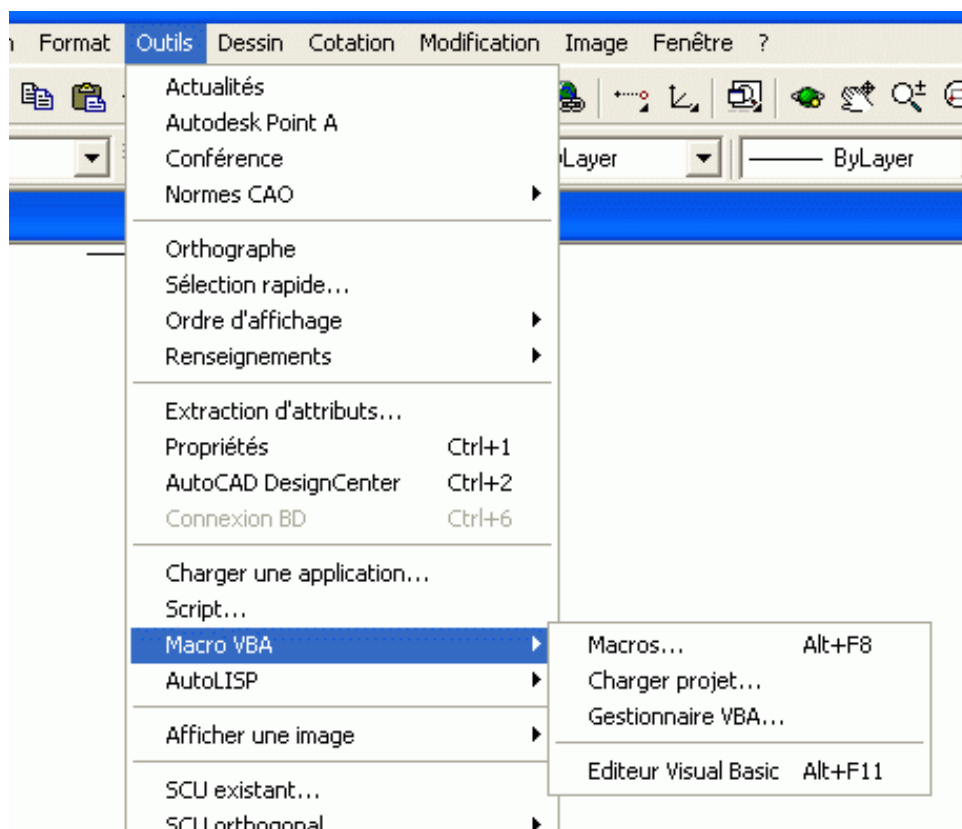 Format Outils Dessin Cotation Modification Image Fenêtre ?
Actualités
Autodesk Point A
Conférence
Layer ByLayer
Normes CAO
Orthographe
Sélection rapide...
Ordre d'affichage
Renseignements
Extraction d'attributs...
Propriétés Ctrl+1
AutoCAD DesignCenter Ctrl+2
Connexion BD Ctrl+6
Charger une application...
Script...
Macro VBA
AutoLISP
Afficher une image
SCU existant...
SCU orthogonal
Macros... Alt+F8
Charger projet...
Gestionnaire VBA...
Editeur Visual Basic Alt+F11